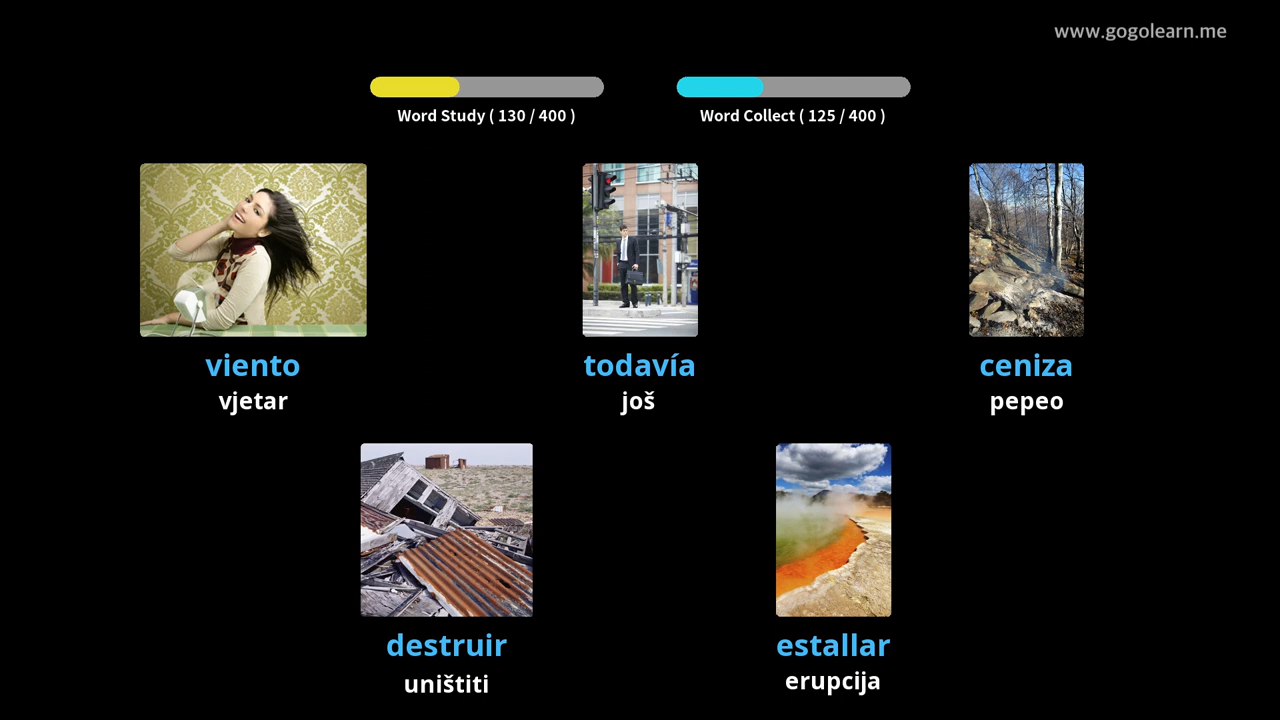 www.gogolearn.me
Word Study ( 130 / 400 )
Word Collect ( 125 / 400 )
viento
vjetar
todavía
još
ceniza
pepeo
destruir
uništiti
estallar
erupcija